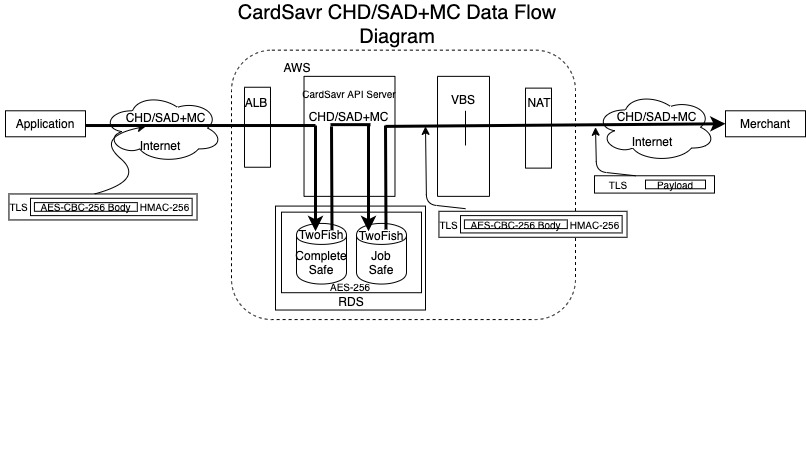 CardSavr CHD/SAD+MC Data Flow
Diagram
AWS
ALB
CardSavr API Server
CHD/SAD+MC
VBS
NAT
Application
CHD/SAD+MC
Internet
CHD/SAD+MC
Internet
Merchant
TLS AES-CBC-256 Body HMAC-256
TLS Payload
TLS AES-CBC-256 Body HMAC-256
TwoFish
Complete
Safe
TwoFish
Job
Safe
AES-256
RDS